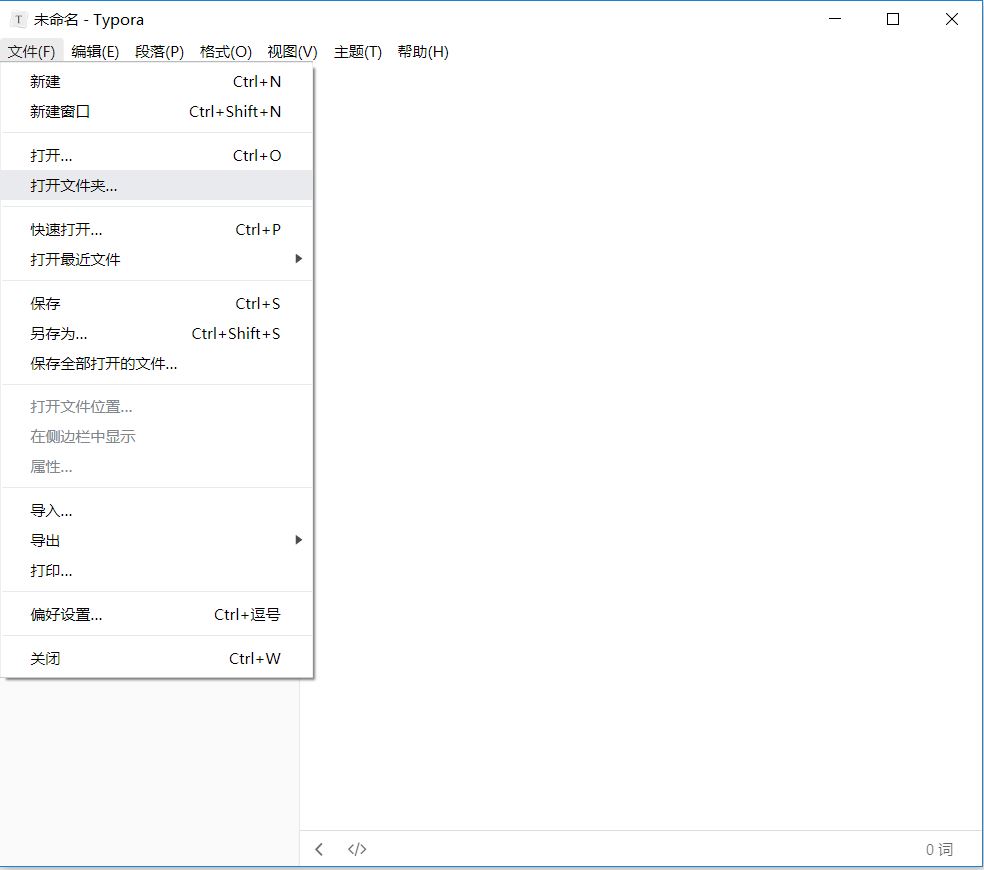 T 未命名 - Typora
文件(F) 编辑(E) 段落(P) 格式(O) 视图(V) 主题(T) 帮助(H)
新建 Ctrl+N
新建窗口 Ctrl+Shift+N
打开... Ctrl+O
打开文件夹...
快速打开... Ctrl+P
打开最近文件
保存 Ctrl+S
另存为... Ctrl+Shift+S
保存全部打开的文件...
打开文件位置...
在侧边栏中显示
属性...
导入...
导出
打印...
偏好设置... Ctrl+逗号
关闭 Ctrl+W
</> 0 词